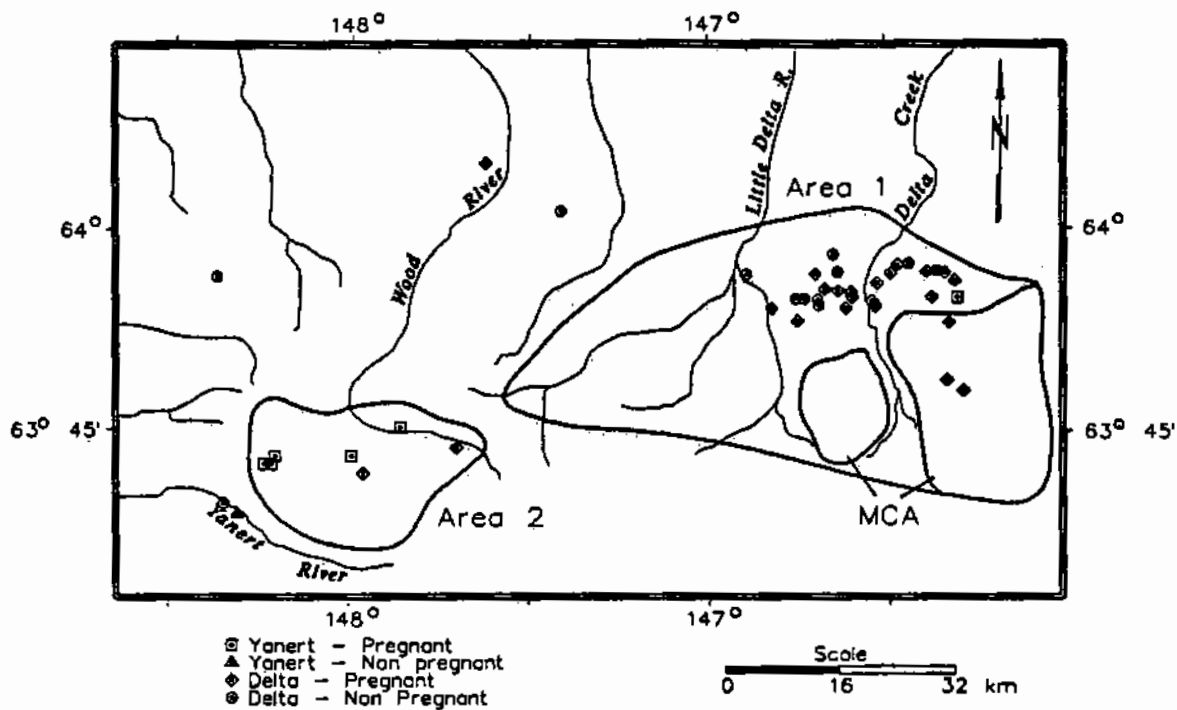 148° 147°
N
Little Delta R.
Creek
Delta
Area 1
Wood River
64° 64°
63° 45' 63° 45'
Area 2
MCA
Yanert River
148° 147°
Yanert – Pregnant
Yanert – Non pregnant
Delta – Pregnant
Delta – Non Pregnant
Scale
0 16 32 km